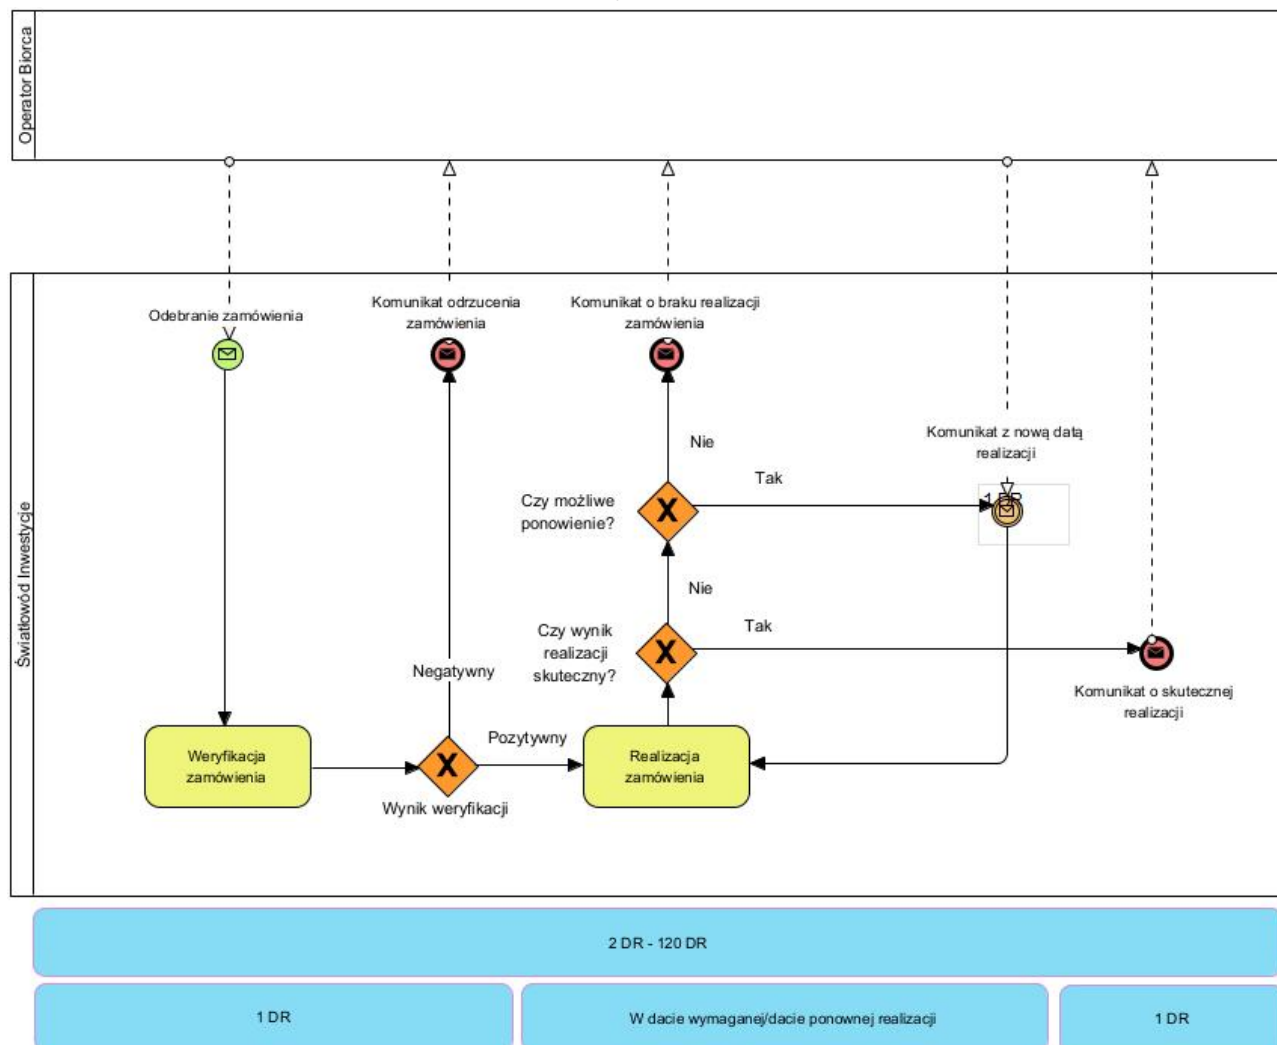 Operator Biorca
Światłowód Inwestycje
Odebranie zamówienia
Komunikat odrzucenia
zamówienia
Komunikat o braku realizacji
zamówienia
Nie
Komunikat z nową datą
realizacji
Tak
Czy możliwe
ponowienie?
X
1 DR
Nie
Czy wynik
realizacji
skuteczny?
X
Tak
Komunikat o skutecznej
realizacji
Negatywny
Weryfikacja
zamówienia
X
Wynik weryfikacji
Pozytywny
Realizacja
zamówienia
2 DR - 120 DR
1 DR
W dacie wymaganej/dacie ponownej realizacji
1 DR